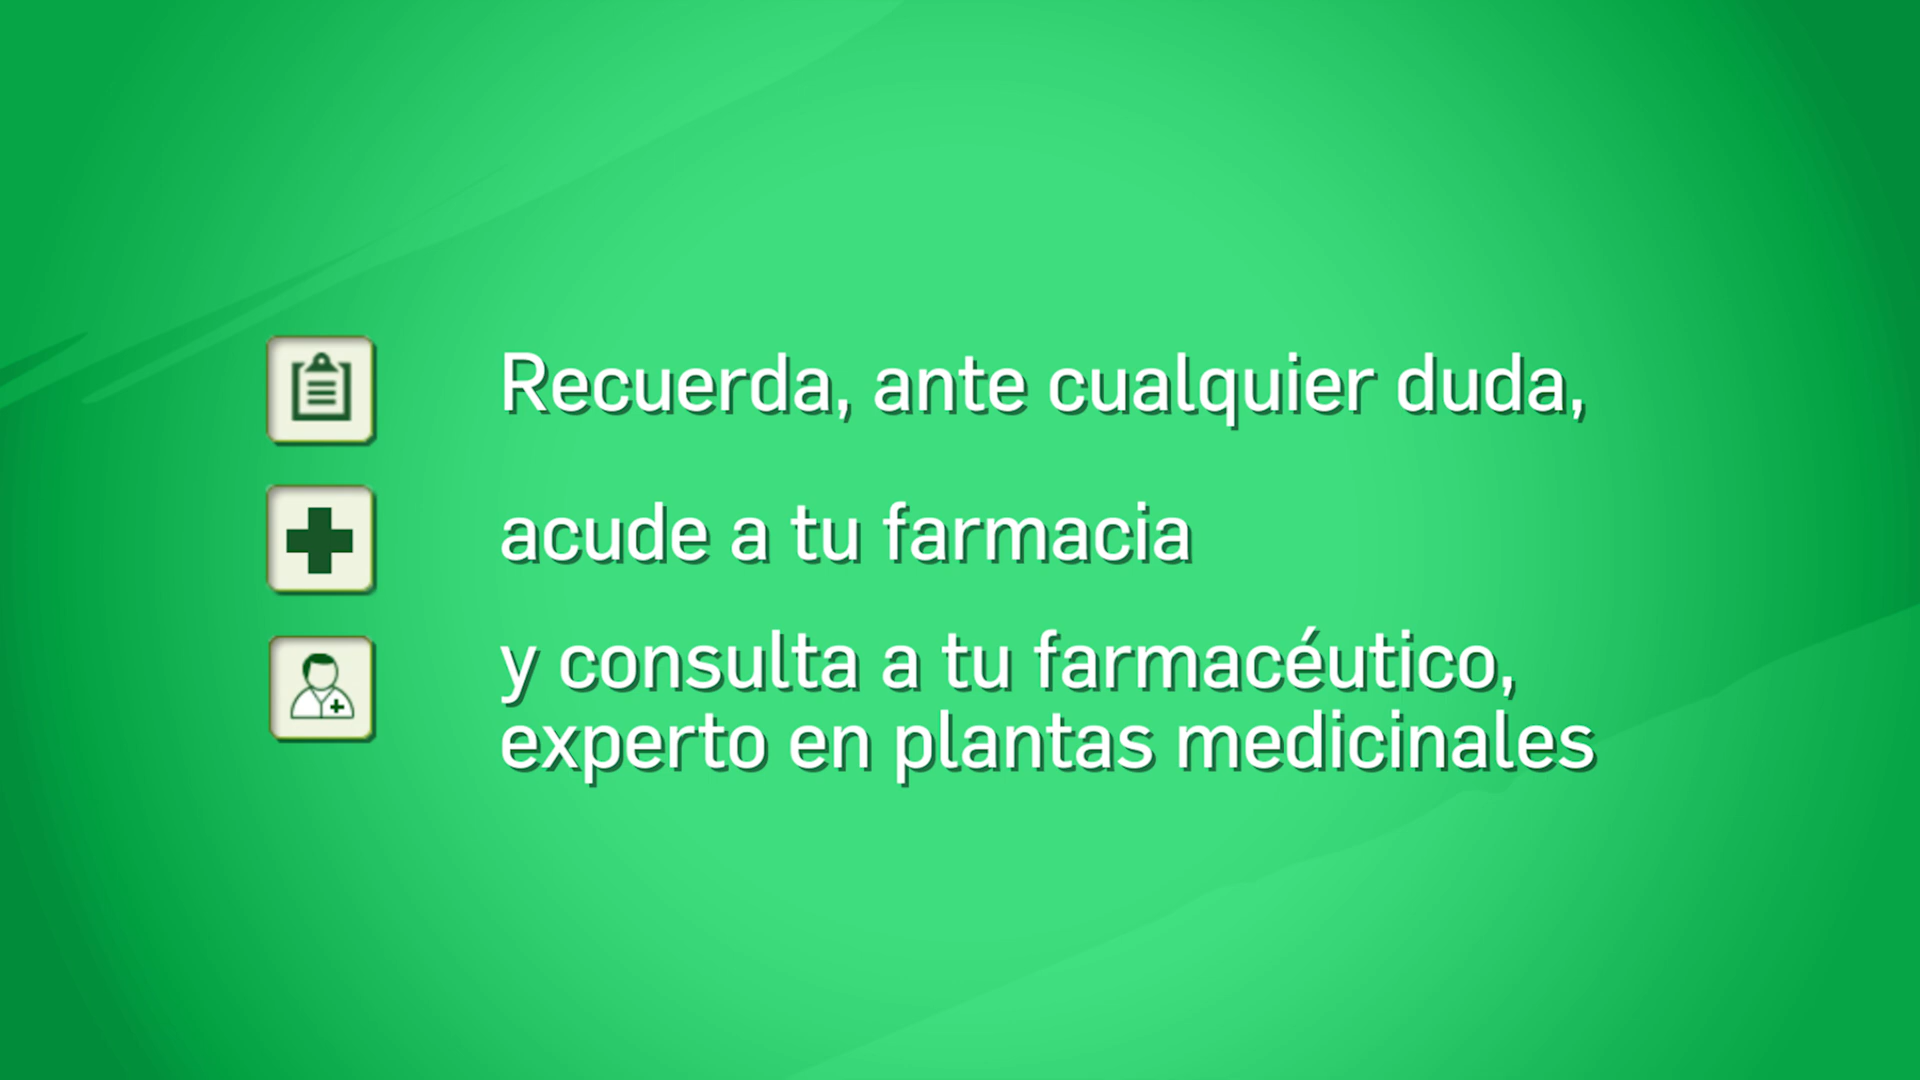 Recuerda, ante cualquier duda,
acude a tu farmacia
y consulta a tu farmacéutico,
experto en plantas medicinales